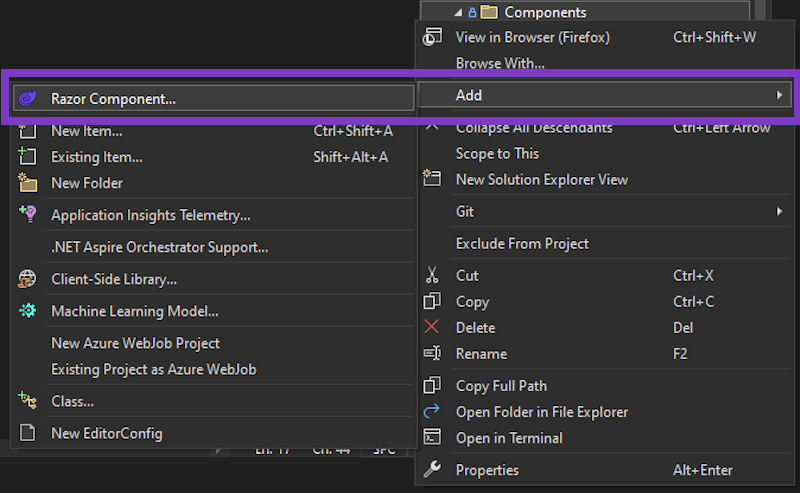 Components
View in Browser (Firefox) Ctrl+Shift+W
Browse With...
Add
Collapse All Descendants Ctrl+Left Arrow
Scope to This
New Solution Explorer View
Git
Exclude From Project
Cut Ctrl+X
Copy Ctrl+C
Delete Del
Rename F2
Copy Full Path
Open Folder in File Explorer
Open in Terminal
Properties Alt+Enter
Razor Component...
New Item... Ctrl+Shift+A
Existing Item... Shift+Alt+A
New Folder
Application Insights Telemetry...
.NET Aspire Orchestrator Support...
Client-Side Library...
Machine Learning Model...
New Azure WebJob Project
Existing Project as Azure WebJob
Class...
New EditorConfig
Ln: 17 Ch: 44 SPC